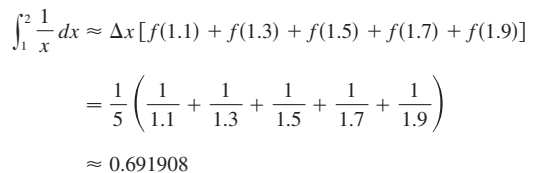 ∫₁² 1/x dx ≈ Δx[f(1.1) + f(1.3) + f(1.5) + f(1.7) + f(1.9)]
= 1/5 (1/1.1 + 1/1.3 + 1/1.5 + 1/1.7 + 1/1.9)
≈ 0.691908